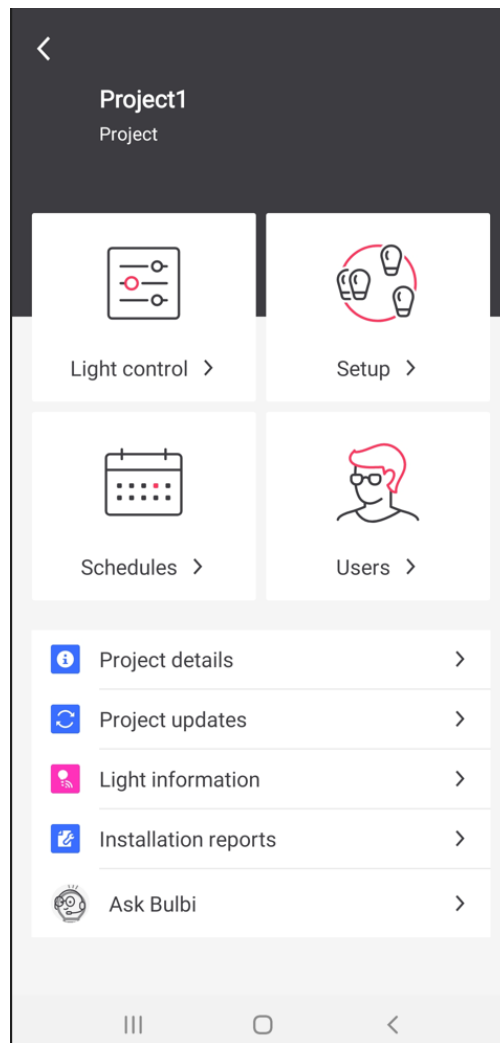 Project1
Project
Light control
Setup
Schedules
Users
Project details
Project updates
Light information
Installation reports
Ask Bulbi